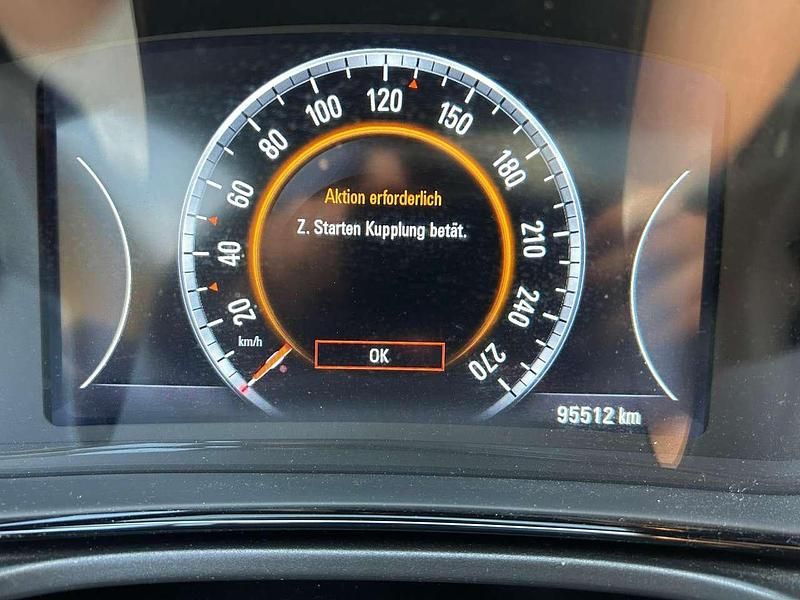 120
100
150
80
180
60
210
40
240
20
270
km/h
Aktion erforderlich
Z. Starten Kupplung betät.
OK
95512 km